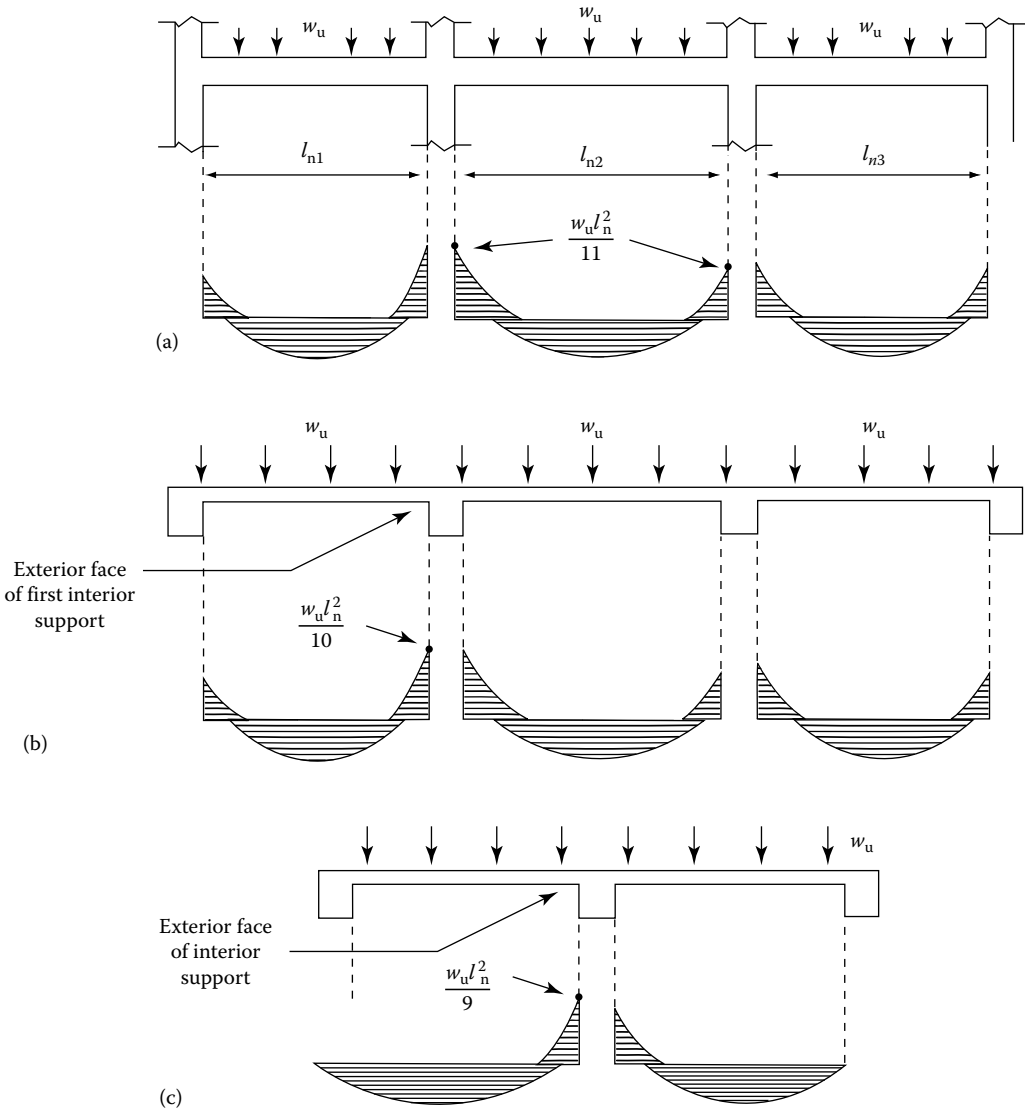 w_u w_u w_u
l_n1 l_n2 l_n3
w_u l_n^2
11
(a)
w_u w_u w_u
Exterior face
of first interior
support
w_u l_n^2
10
(b)
w_u
Exterior face
of interior
support
w_u l_n^2
9
(c)